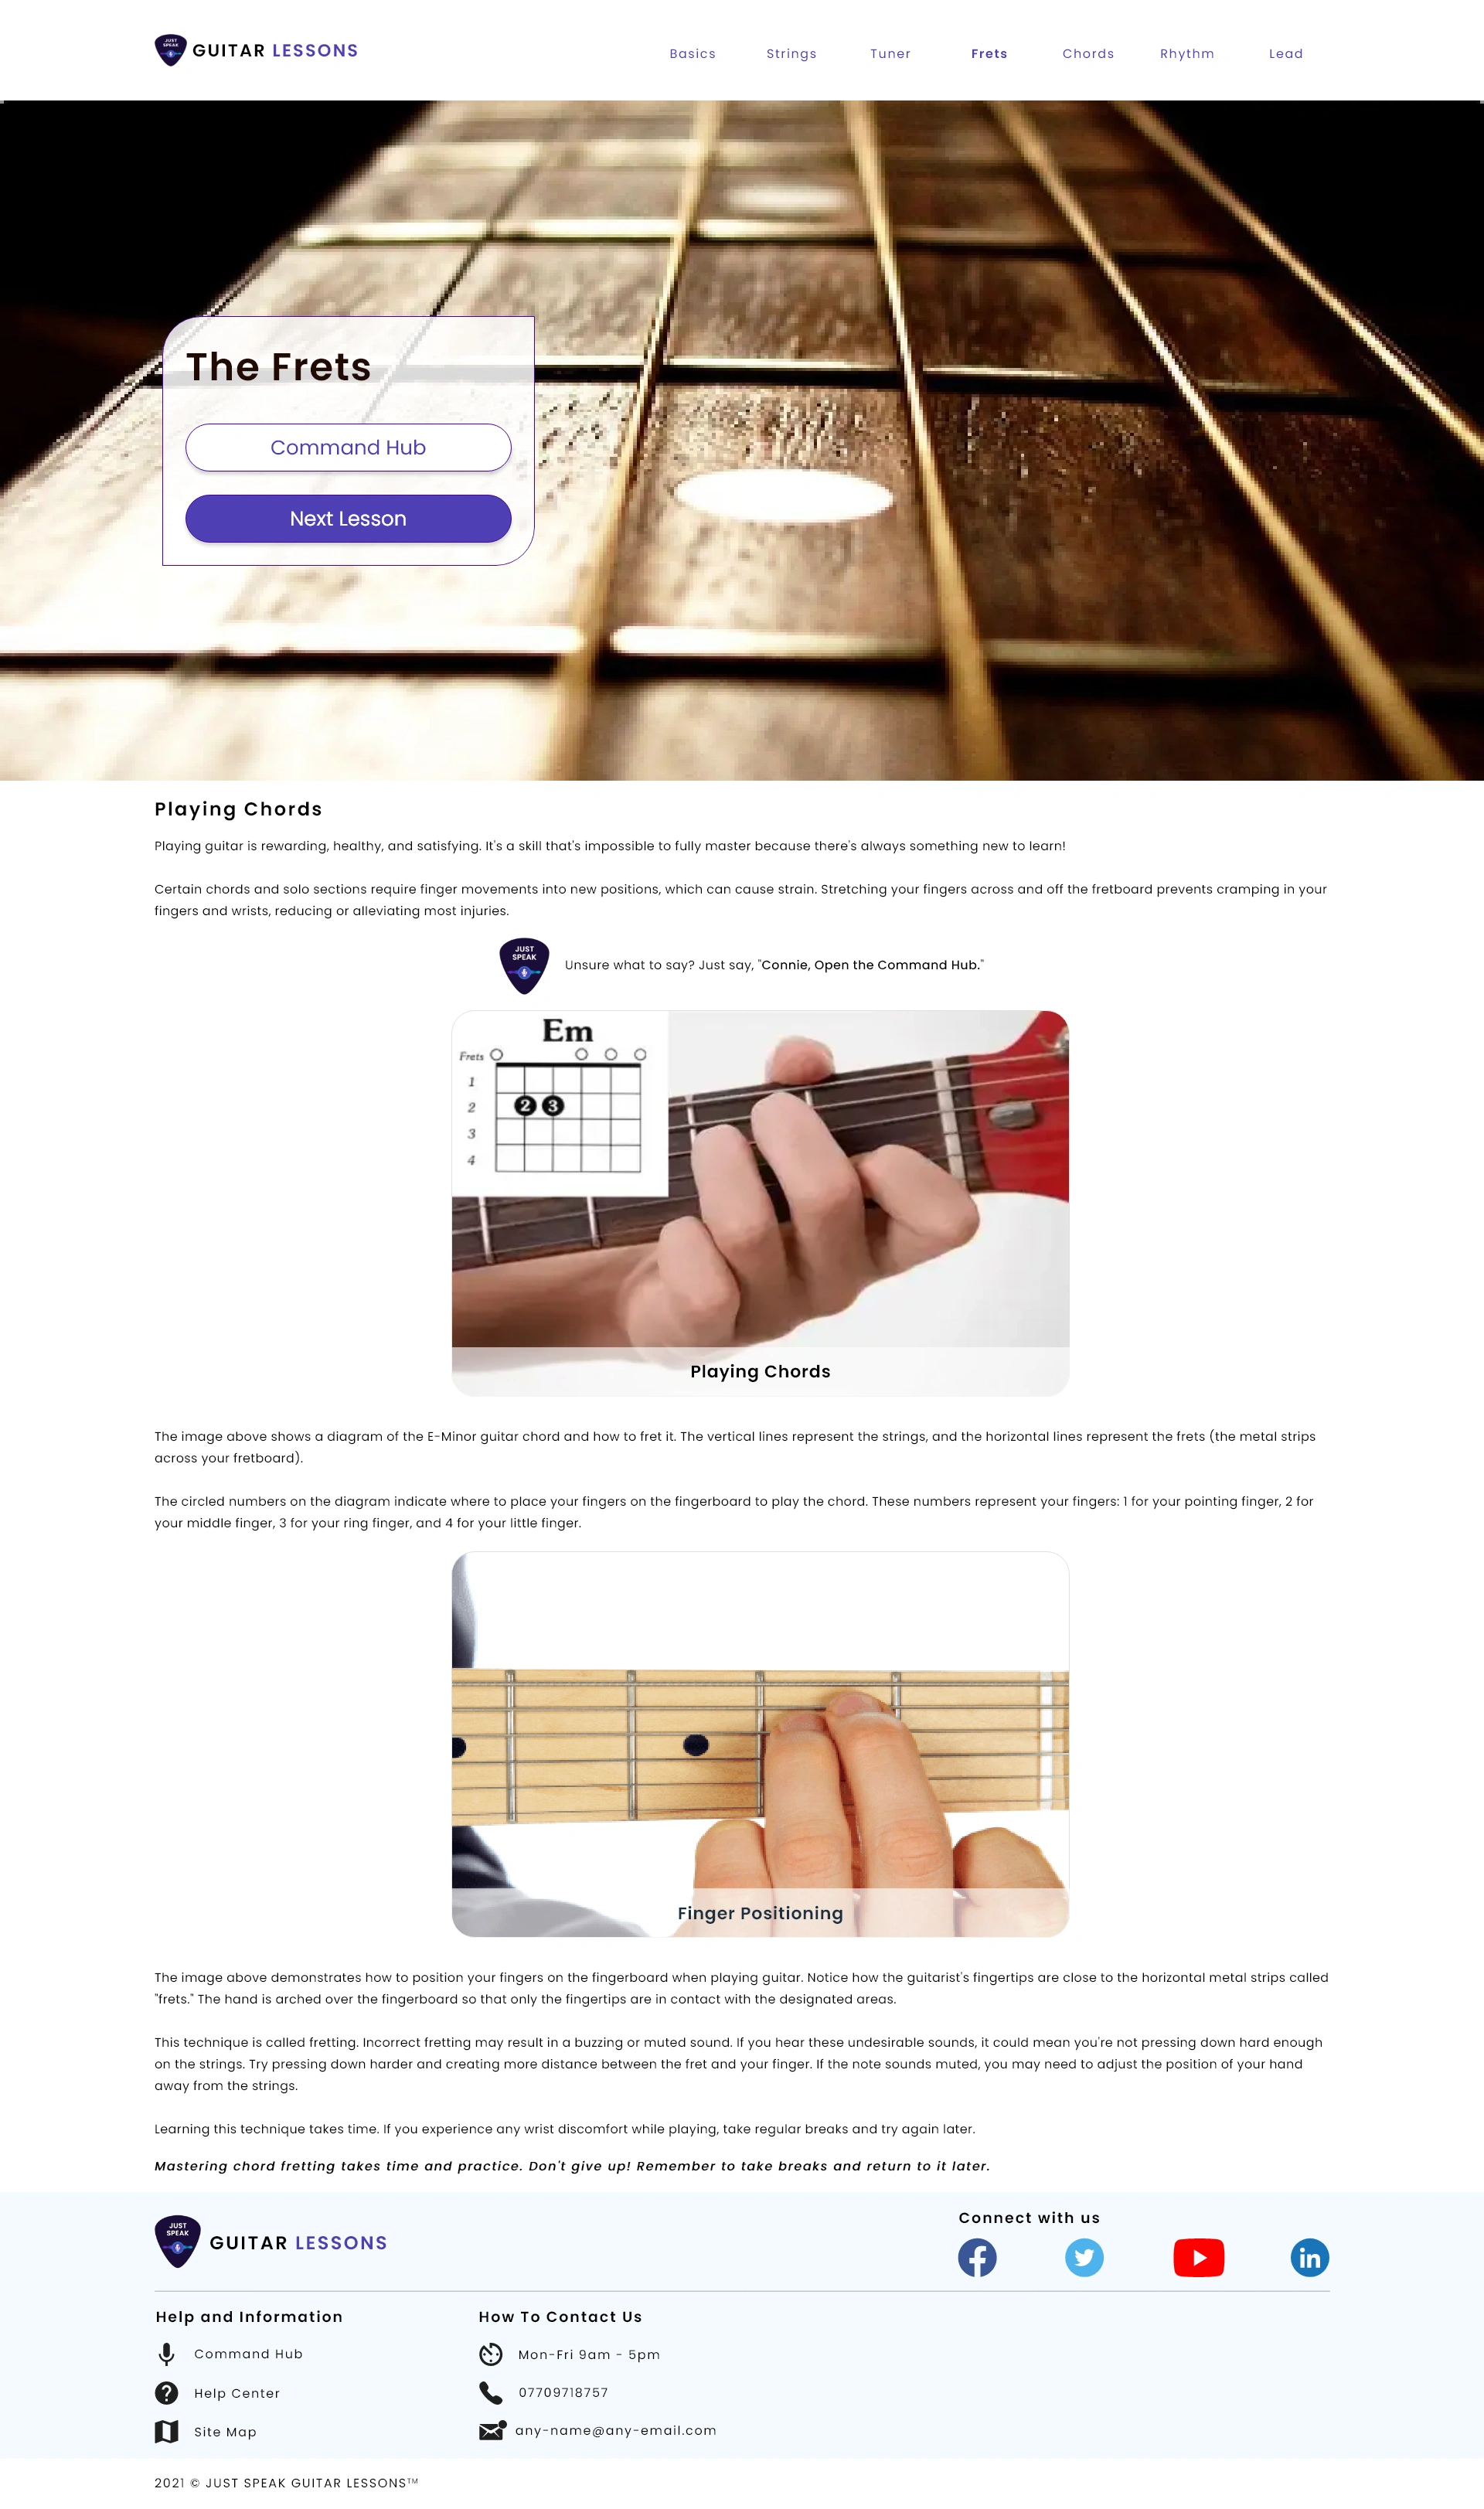 JUST
SPEAK
GUITAR LESSONS
Basics Strings Tuner Frets Chords Rhythm Lead
The Frets
Command Hub
Next Lesson
Playing Chords
Playing guitar is rewarding, healthy, and satisfying. It's a skill that's impossible to fully master because there's always something new to learn!
Certain chords and solo sections require finger movements into new positions, which can cause strain. Stretching your fingers across and off the fretboard prevents cramping in your
fingers and wrists, reducing or alleviating most injuries.
JUST
SPEAK
Unsure what to say? Just say, "Connie, Open the Command Hub."
Em
Frets
1
2 2 3
3
4
Playing Chords
The image above shows a diagram of the E-Minor guitar chord and how to fret it. The vertical lines represent the strings, and the horizontal lines represent the frets (the metal strips
across your fretboard).
The circled numbers on the diagram indicate where to place your fingers on the fingerboard to play the chord. These numbers represent your fingers: 1 for your pointing finger, 2 for
your middle finger, 3 for your ring finger, and 4 for your little finger.
Finger Positioning
The image above demonstrates how to position your fingers on the fingerboard when playing guitar. Notice how the guitarist's fingertips are close to the horizontal metal strips called
"frets." The hand is arched over the fingerboard so that only the fingertips are in contact with the designated areas.
This technique is called fretting. Incorrect fretting may result in a buzzing or muted sound. If you hear these undesirable sounds, it could mean you're not pressing down hard enough
on the strings. Try pressing down harder and creating more distance between the fret and your finger. If the note sounds muted, you may need to adjust the position of your hand
away from the strings.
Learning this technique takes time. If you experience any wrist discomfort while playing, take regular breaks and try again later.
Mastering chord fretting takes time and practice. Don't give up! Remember to take breaks and return to it later.
JUST
SPEAK
GUITAR LESSONS
Connect with us
in
Help and Information
Command Hub
Help Center
Site Map
How To Contact Us
Mon-Fri 9am - 5pm
07709718757
any-name@any-email.com
2021 © JUST SPEAK GUITAR LESSONS™